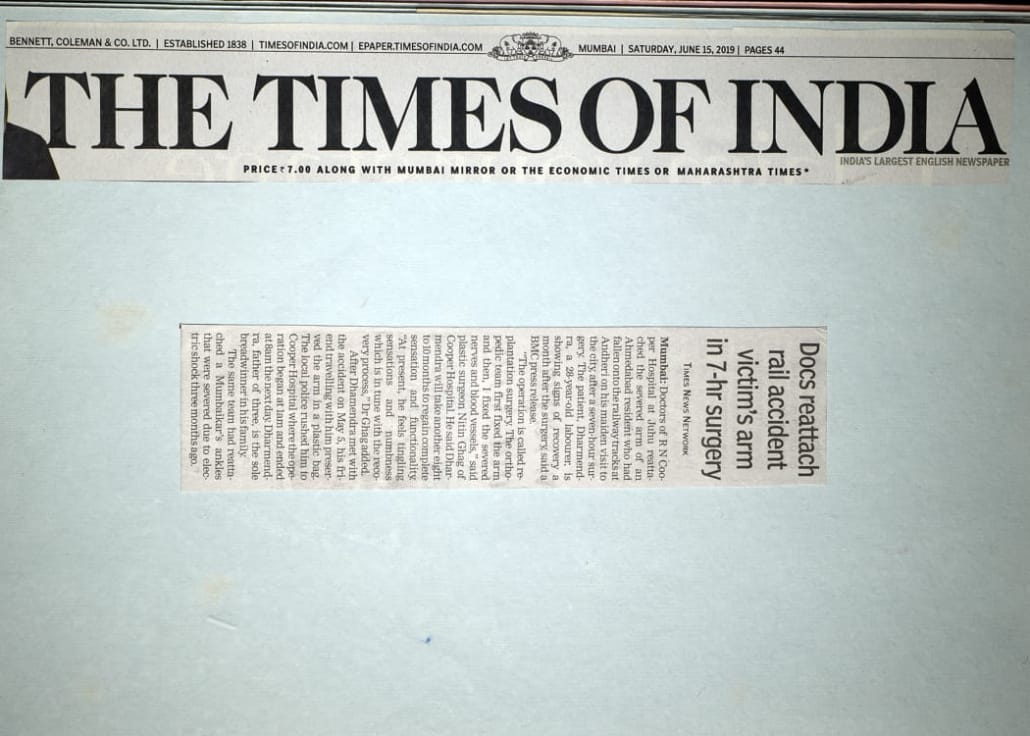 BENNETT, COLEMAN & CO. LTD. | ESTABLISHED 1838 | TIMESOFINDIA.COM | EPAPER.TIMESOFINDIA.COM
MUMBAI | SATURDAY, JUNE 15, 2019 | PAGES 44
THE TIMES OF INDIA
INDIA'S LARGEST ENGLISH NEWSPAPER
PRICE ₹ 7.00 ALONG WITH MUMBAI MIRROR OR THE ECONOMIC TIMES OR MAHARASHTRA TIMES*
Docs reattach
rail accident
victim's arm
in 7-hr surgery
TIMES NEWS NETWORK
Mumbai: Doctors of R N Coo-
per Hospital at Juhu reatta-
ched the severed arm of an
Ahmedabad resident who had
fallen onto the railway tracks at
Andheri on his maiden visit to
the city, after a seven-hour sur-
gery. The patient, Dharmend-
ra, a 28-year-old labourer, is
showing signs of recovery a
month after the surgery, said a
BMC press release.
"The operation is called re-
plantation surgery. The ortho-
pedic team first fixed the arm
and then, I fixed the severed
nerves and blood vessels," said
plastic surgeon Nitin Ghag of
Cooper Hospital. He said Dhar-
mendra will take another eight
to 10 months to regain complete
sensation and functionality.
"At present, he feels tingling
sensations and numbness
which is in tune with the reco-
very process," Dr Ghag added.
After Dhamendra met with
the accident on May 5, his fri-
end travelling with him preser-
ved the arm in a plastic bag.
The local police rushed him to
Cooper Hospital where the ope-
ration began at 1am and ended
at 8am the next day. Dharmend-
ra, father of three, is the sole
breadwinner in his family.
The same team had reatta-
ched a Mumbaikar's ankles
that were severed due to elec-
tric shock three months ago.